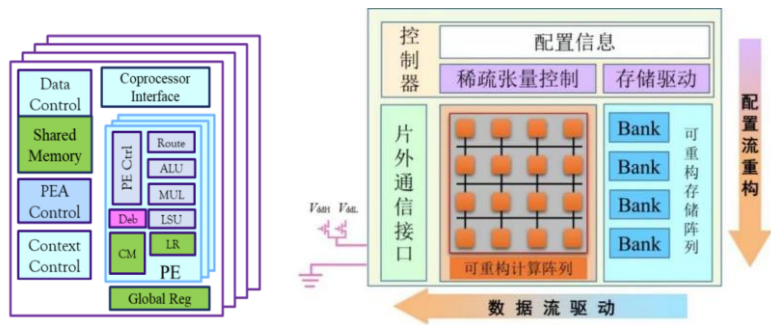 Data
Control
Coprocessor
Interface
Shared
Memory
PEA
Control
Context
Control
PE Ctrl
Route
ALU
MUL
Deb
LSU
CM
LR
PE
Global Reg
控制器
配置信息
稀疏张量控制
存储驱动
片外通信接口
VddH VddL
可重构计算阵列
Bank
Bank
Bank
Bank
可重构存储阵列
配置流重构
数据流驱动